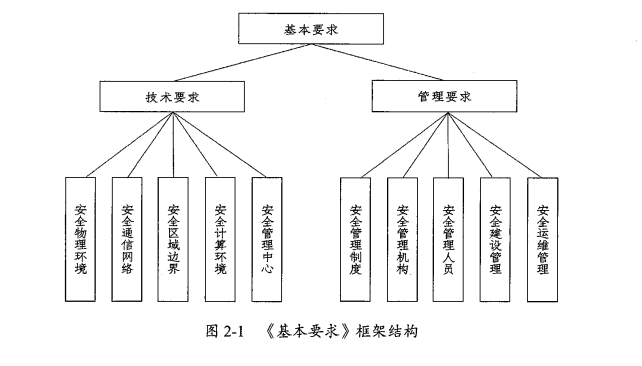 基本要求
技术要求
管理要求
安全物理环境
安全通信网络
安全区域边界
安全计算环境
安全管理中心
安全管理制度
安全管理机构
安全管理人员
安全建设管理
安全运维管理
图 2-1 《基本要求》框架结构